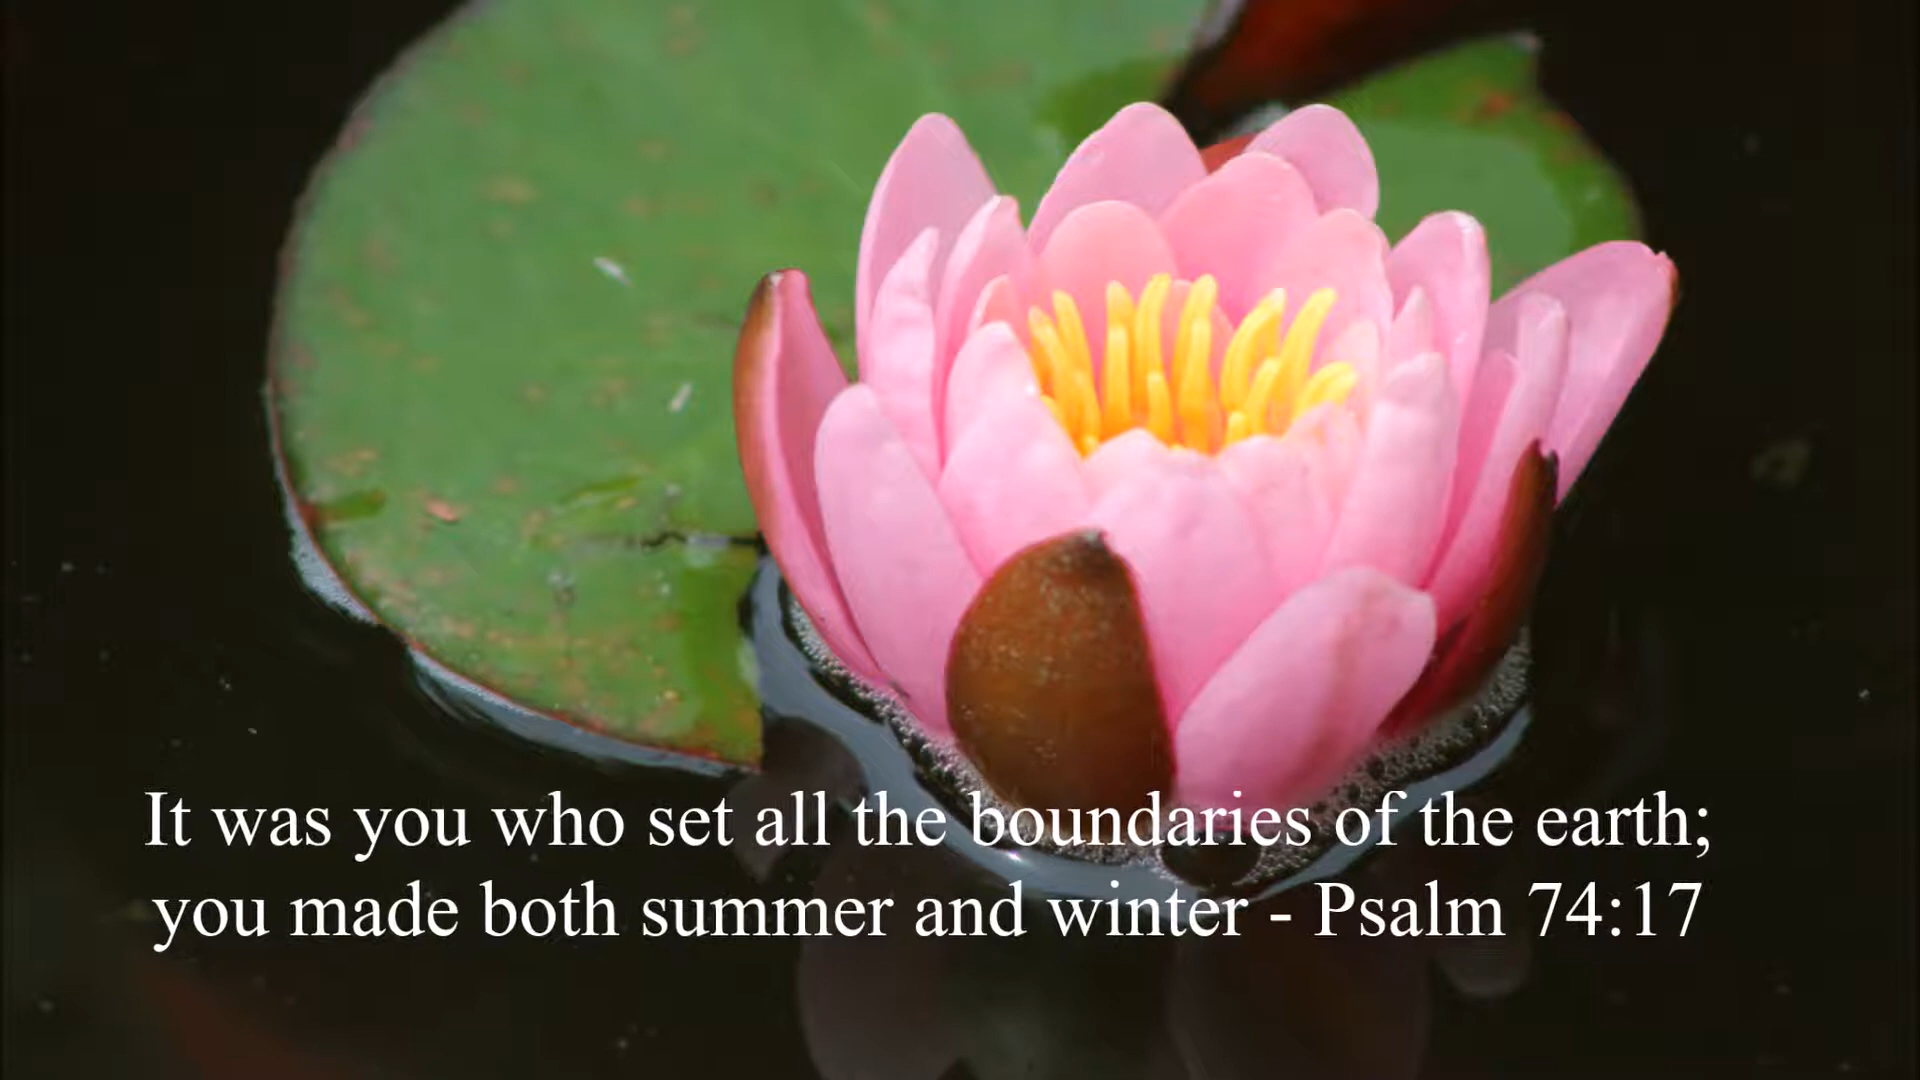 It was you who set all the boundaries of the earth;
you made both summer and winter - Psalm 74:17